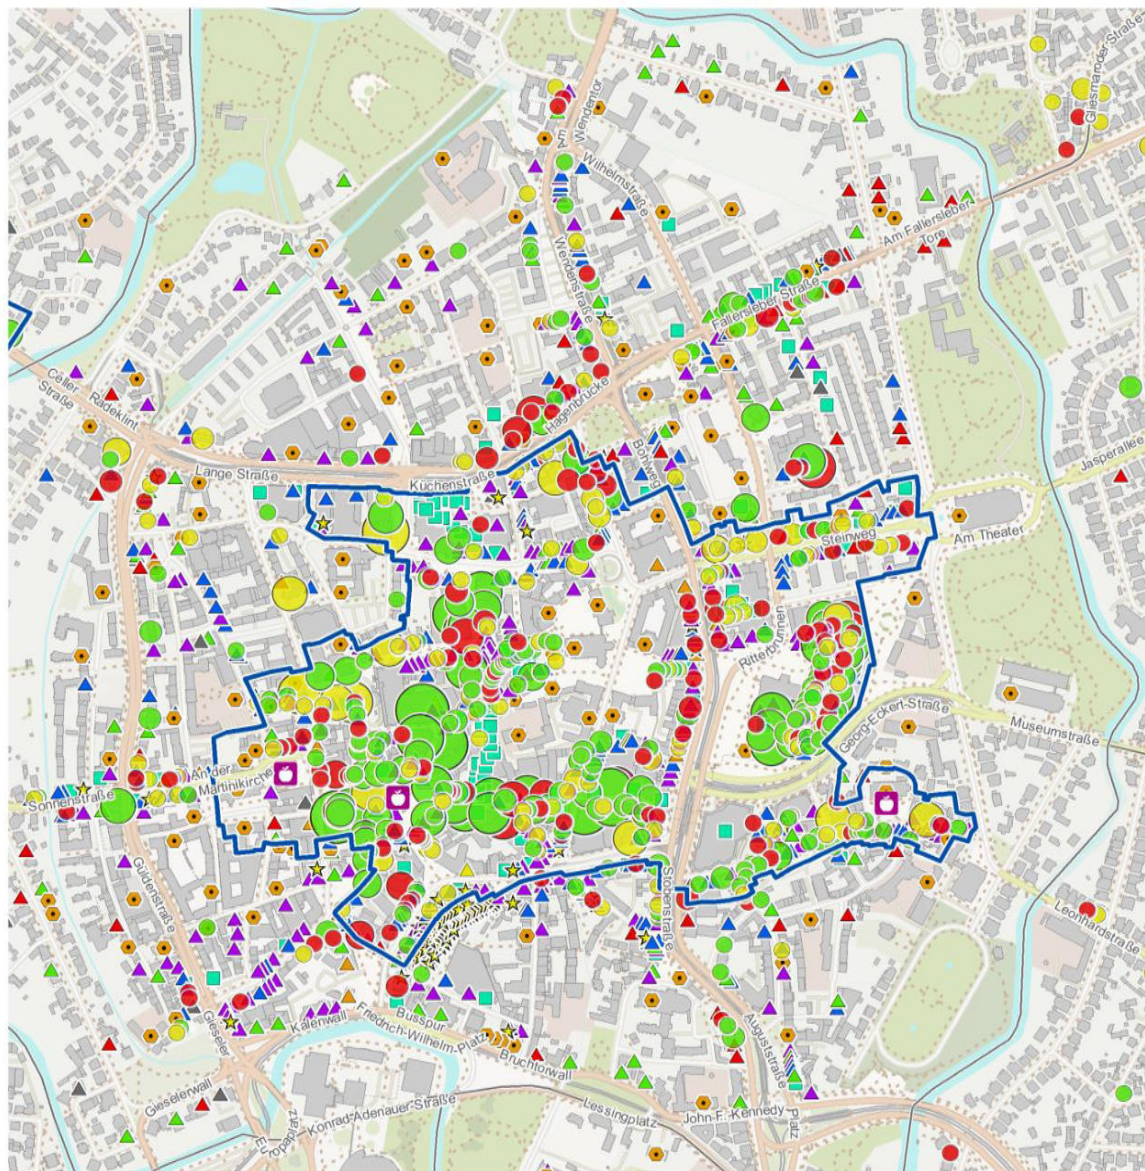 Gliesmaroder Straße
Wendentor
Am
Wilhelmstraße
Am Fallersleber
Tore
Wendenstraße
Fallersleber Straße
Celler
Straße
Radeklint
Hagenbrücke
Lange Straße
Küchenstraße
Bohlweg
Jasperallee
Steinweg
Am Theater
Ritterbrunnen
Georg-Eckert-Straße
Museumstraße
An der
Martinikirche
Sonnenstraße
Güldenstraße
Stobenstraße
Leonhardstraße
Gieseler
Kalenwall
Busspur
Friedrich-Wilhelm-Platz
Bruchtorwall
Auguststraße
Gieselerwall
Konrad-Adenauer-Straße
Lessingplatz
John-F.-Kennedy-
Platz
Europaplatz